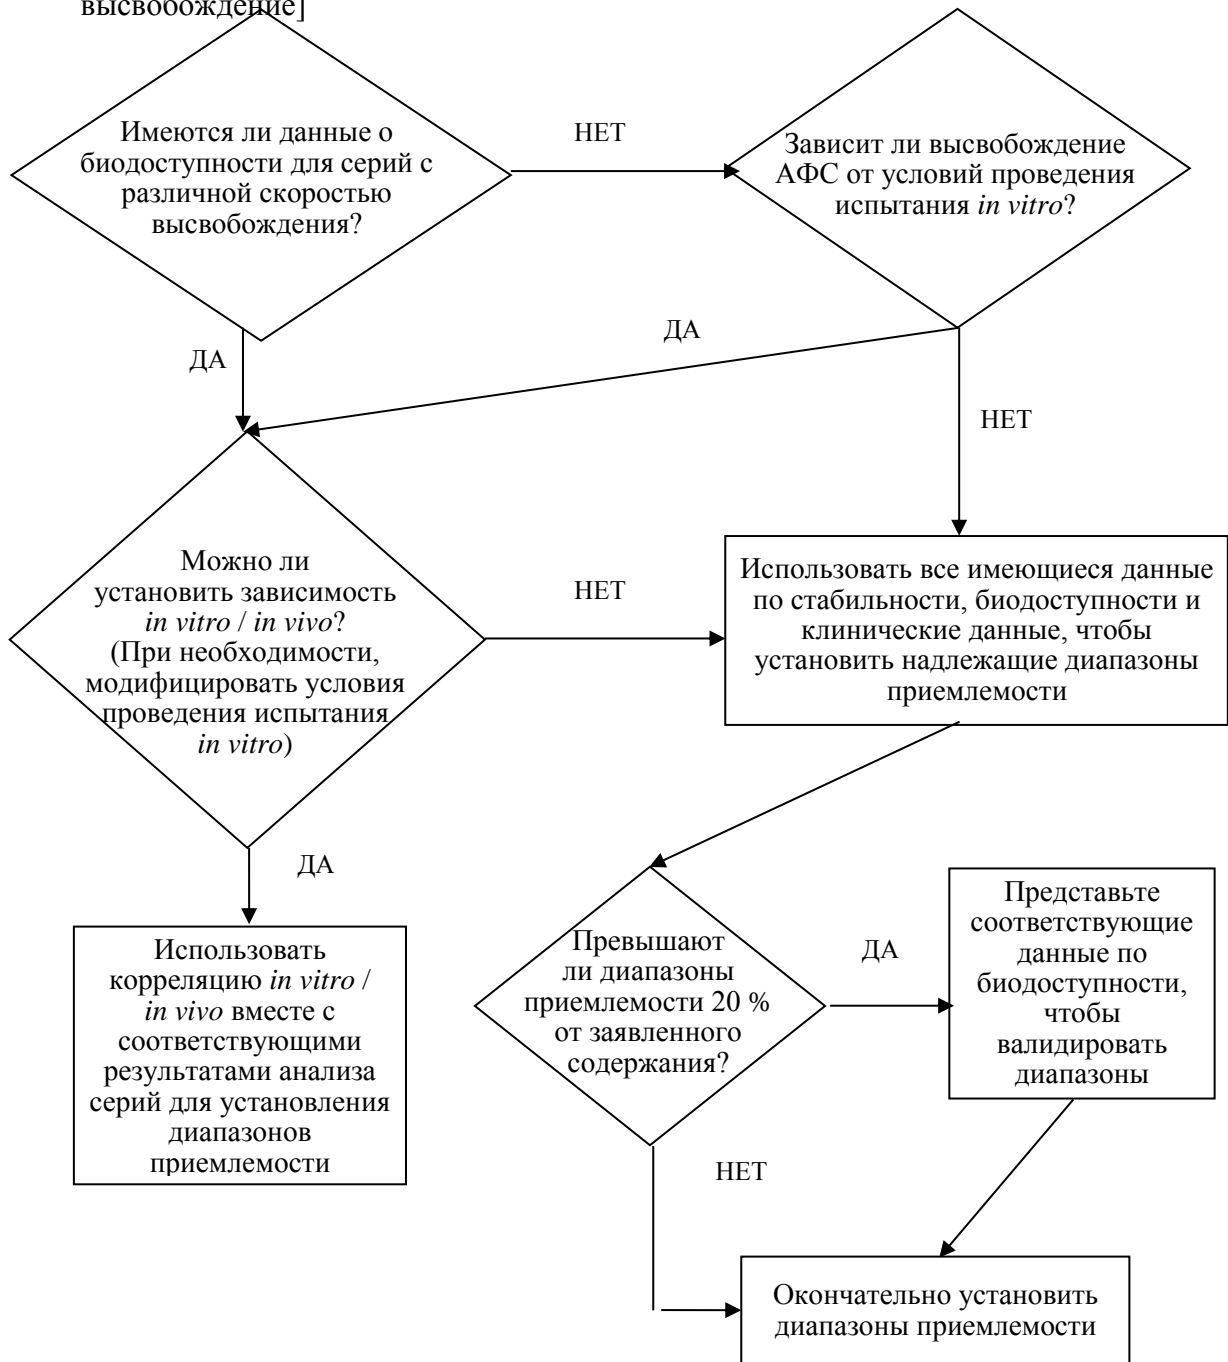 высвобождение]
Имеются ли данные о
биодоступности для серий с
различной скоростью
высвобождения?
НЕТ
Зависит ли высвобождение
АФС от условий проведения
испытания in vitro?
ДА
ДА
НЕТ
Можно ли
установить зависимость
in vitro / in vivo?
(При необходимости,
модифицировать условия
проведения испытания
in vitro)
НЕТ
Использовать все имеющиеся данные
по стабильности, биодоступности и
клинические данные, чтобы
установить надлежащие диапазоны
приемлемости
ДА
Использовать
корреляцию in vitro /
in vivo вместе с
соответствующими
результатами анализа
серий для установления
диапазонов
приемлемости
Превышают
ли диапазоны
приемлемости 20 %
от заявленного
содержания?
ДА
Представьте
соответствующие
данные по
биодоступности,
чтобы
валидировать
диапазоны
НЕТ
Окончательно установить
диапазоны приемлемости